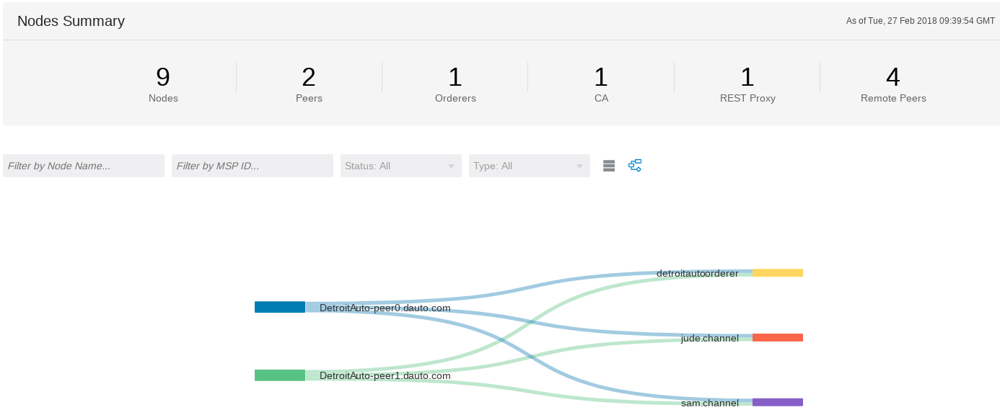 Nodes Summary
As of Tue, 27 Feb 2018 09:39:54 GMT
9 2 1 1 1 4
Nodes Peers Orderers CA REST Proxy Remote Peers
Filter by Node Name... Filter by MSP ID... Status: All Type: All
detroitautoorderer
DetroitAuto-peer0.dauto.com
jude.channel
DetroitAuto-peer1.dauto.com
sam.channel